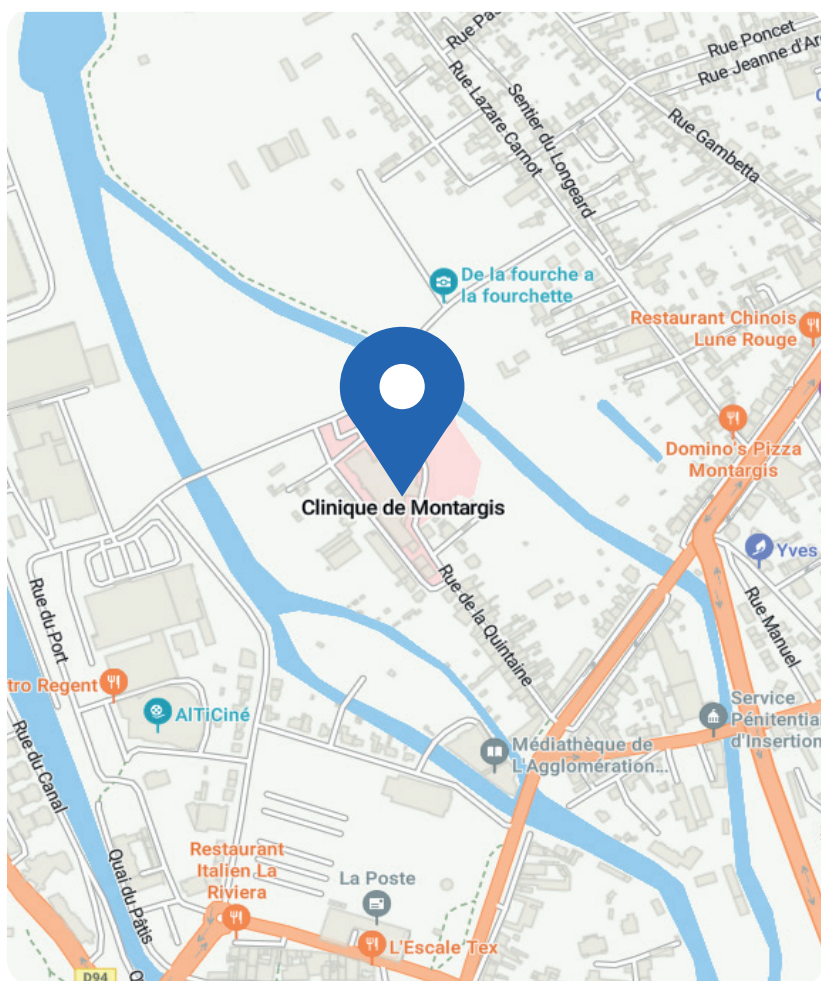 Rue Pas
Rue Poncet
Rue Jeanne d'Ar
Rue Lazare Carnot
Sentier du Longeard
Rue Gambetta
De la fourche a
la fourchette
Restaurant Chinois
Lune Rouge
Domino's Pizza
Montargis
Clinique de Montargis
Yves
Rue de la Quintaine
Rue Manuel
Rue du Port
tro Regent
AlTiCiné
Service
Pénitential
d'Insertion
Médiathèque de
L'Agglomération...
Rue du Canal
Restaurant
Italien La
Riviera
La Poste
Quai du Pâtis
L'Escale Tex
D94